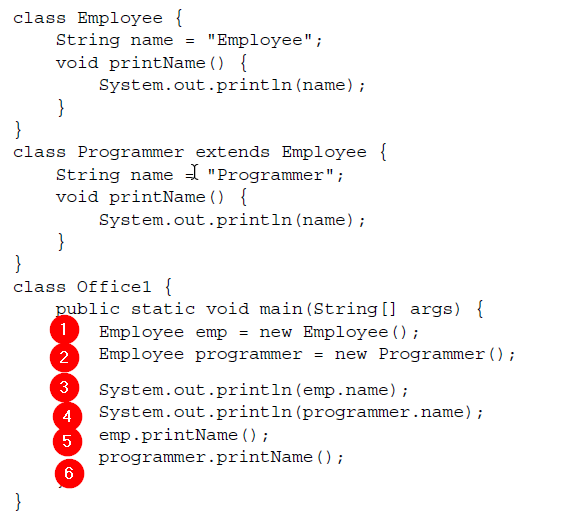 class Employee {
String name = "Employee";
void printName() {
System.out.println(name);
}
}
class Programmer extends Employee {
String name = "Programmer";
void printName() {
System.out.println(name);
}
}
class Office1 {
public static void main(String[] args) {
1 Employee emp = new Employee();
2 Employee programmer = new Programmer();
3 System.out.println(emp.name);
4 System.out.println(programmer.name);
5 emp.printName();
programmer.printName();
6
}